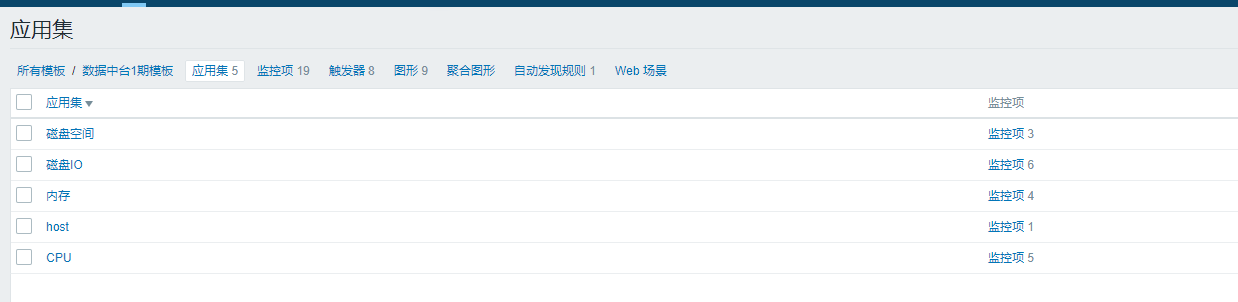 应用集
所有模板 / 数据中台1期模板 应用集 5 监控项 19 触发器 8 图形 9 聚合图形 自动发现规则 1 Web 场景
应用集 监控项
磁盘空间 监控项 3
磁盘IO 监控项 6
内存 监控项 4
host 监控项 1
CPU 监控项 5